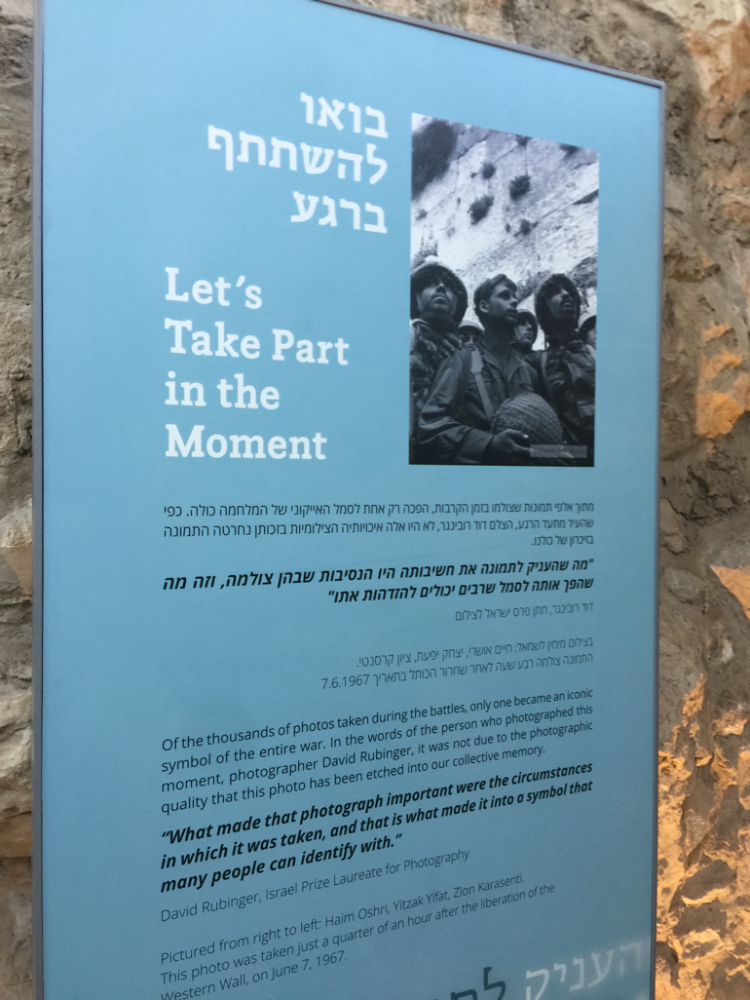 בואו
להשתתף
ברגע
Let's
Take Part
in the
Moment
מתוך אלפי תמונות שצולמו בזמן הקרבות, הפכה רק אחת לסמל האייקוני של המלחמה כולה. כפי
שהעיד מתעד הרגע, הצלם דוד רובינגר, לא היו אלה איכויותיה הצילומיות בזכותן נחרטה התמונה
בזיכרון של כולנו.
"מה שהעניק לתמונה את חשיבותה היו הנסיבות שבהן צולמה, וזה מה
שהפך אותה לסמל שרבים יכולים להזדהות אתו"
דוד רובינגר, חתן פרס ישראל לצילום
בצילום מימין לשמאל: חיים אושרי, יצחק יפעת, ציון קרסנטי.
התמונה צולמה רבע שעה לאחר שחרור הכותל בתאריך 7.6.1967
Of the thousands of photos taken during the battles, only one became an iconic
symbol of the entire war. In the words of the person who photographed this
moment, photographer David Rubinger, it was not due to the photographic
quality that this photo has been etched into our collective memory.
“What made that photograph important were the circumstances
in which it was taken, and that is what made it into a symbol that
many people can identify with.”
David Rubinger, Israel Prize Laureate for Photography
Pictured from right to left: Haim Oshri, Yitzak Yifat, Zion Karasenti.
This photo was taken just a quarter of an hour after the liberation of the
Western Wall, on June 7, 1967.
העניק